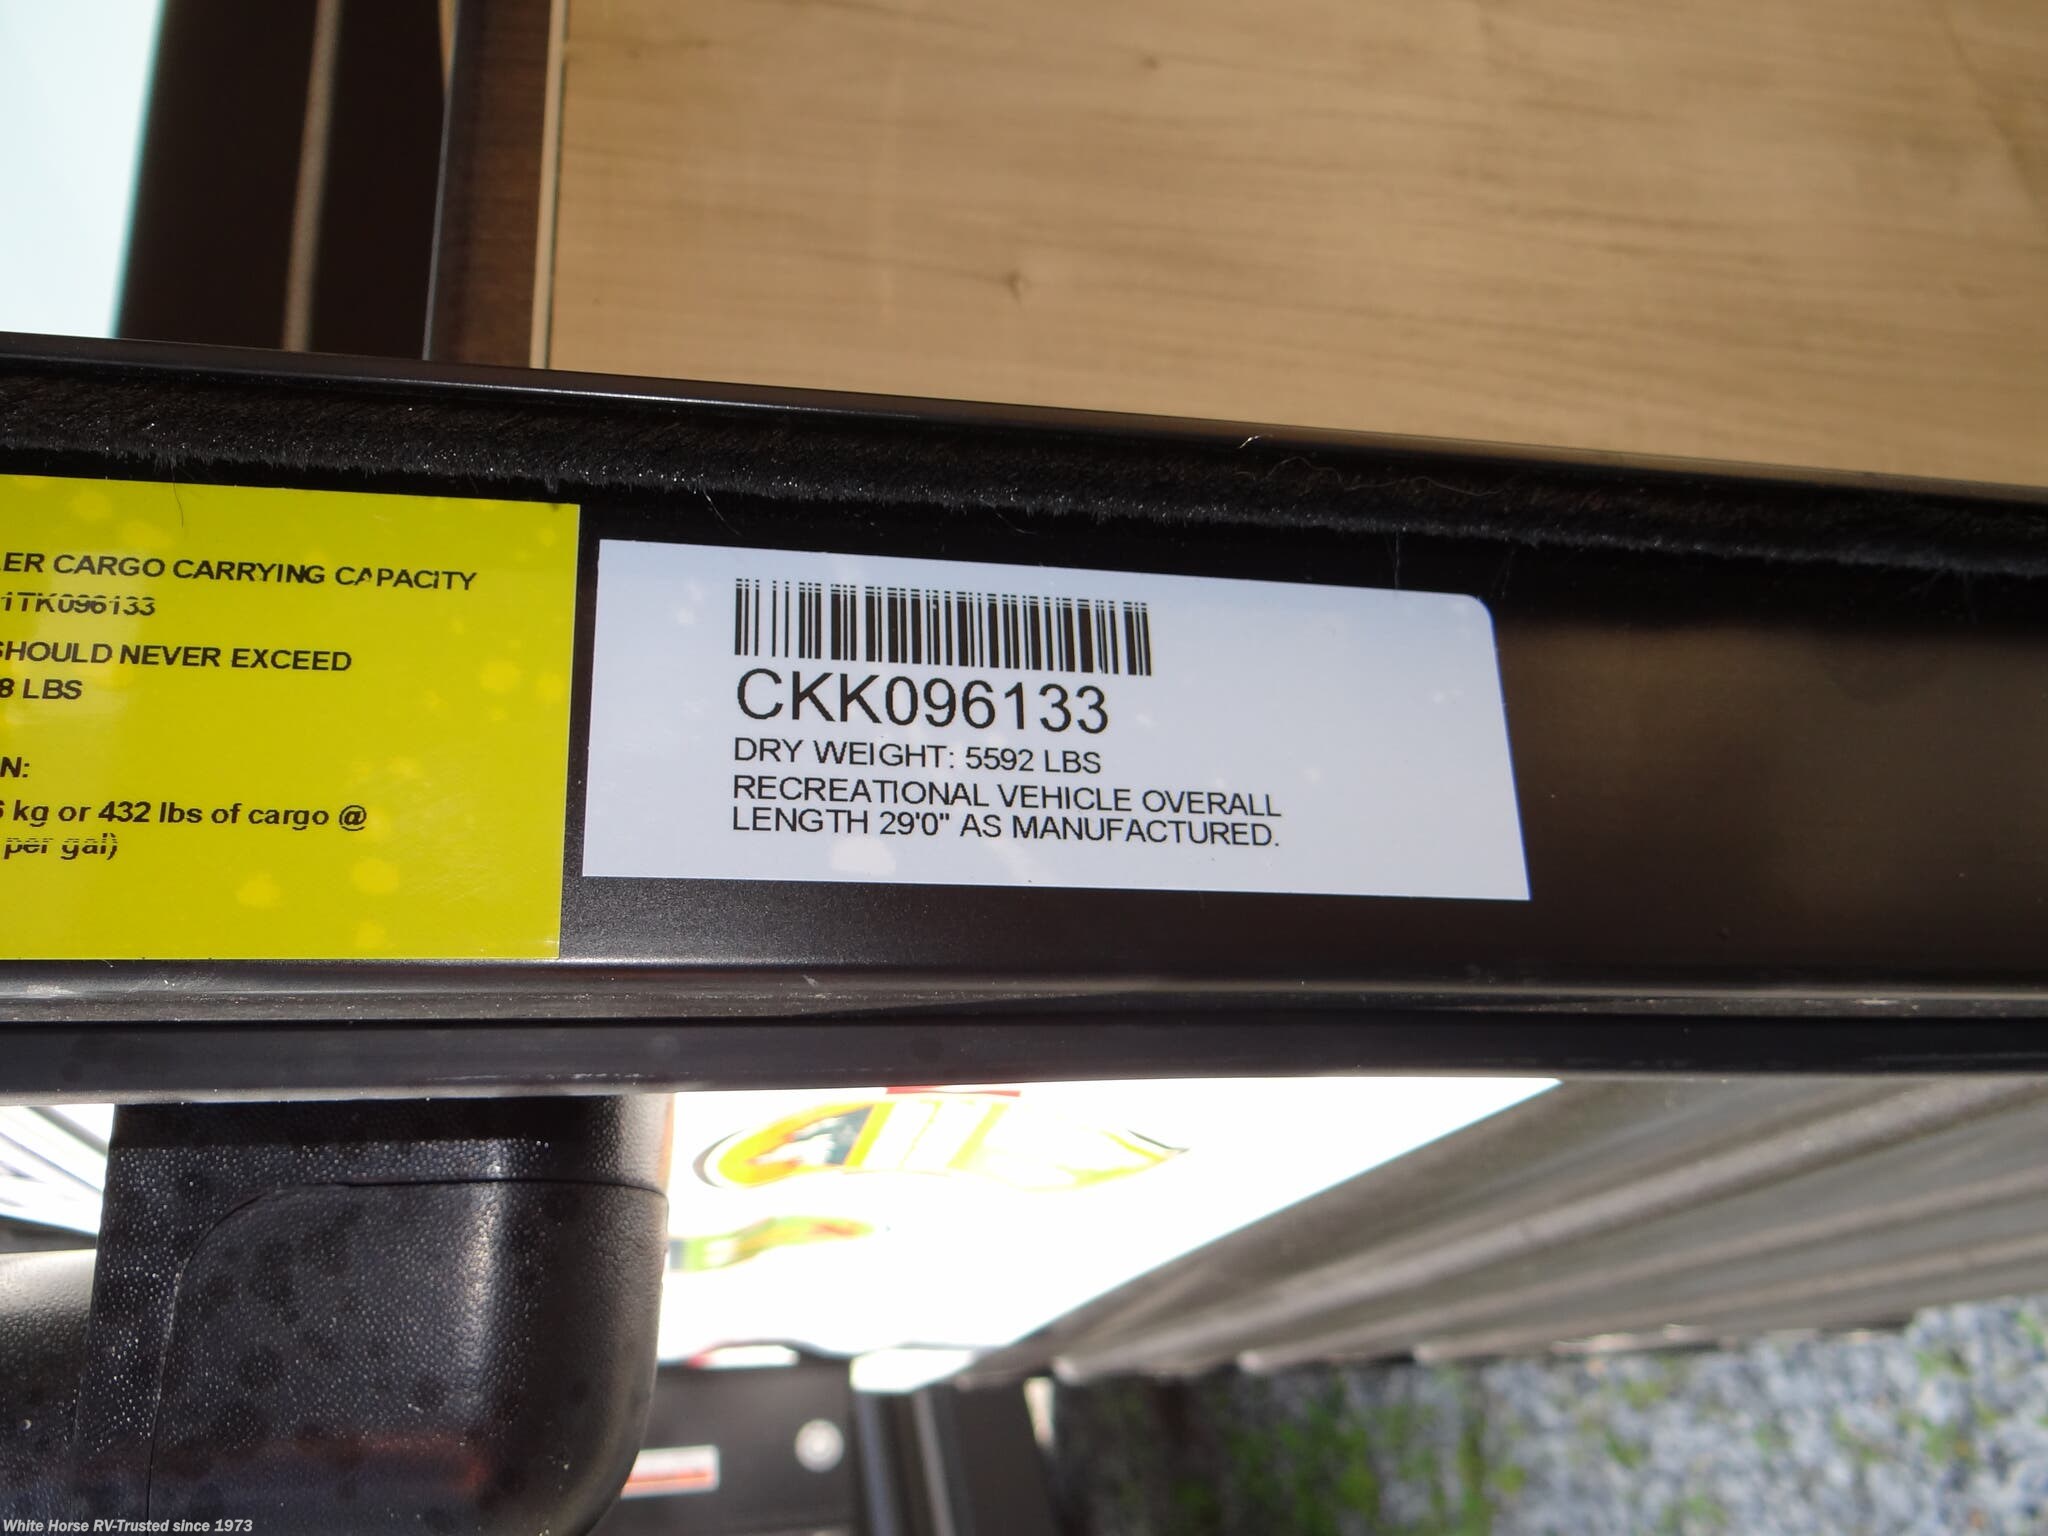 ER CARGO CARRYING CAPACITY
1TK096133
SHOULD NEVER EXCEED
8 LBS
N:
kg or 432 lbs of cargo @
per gal)
CKK096133
DRY WEIGHT: 5592 LBS
RECREATIONAL VEHICLE OVERALL
LENGTH 29'0" AS MANUFACTURED.
White Horse RV-Trusted since 1973